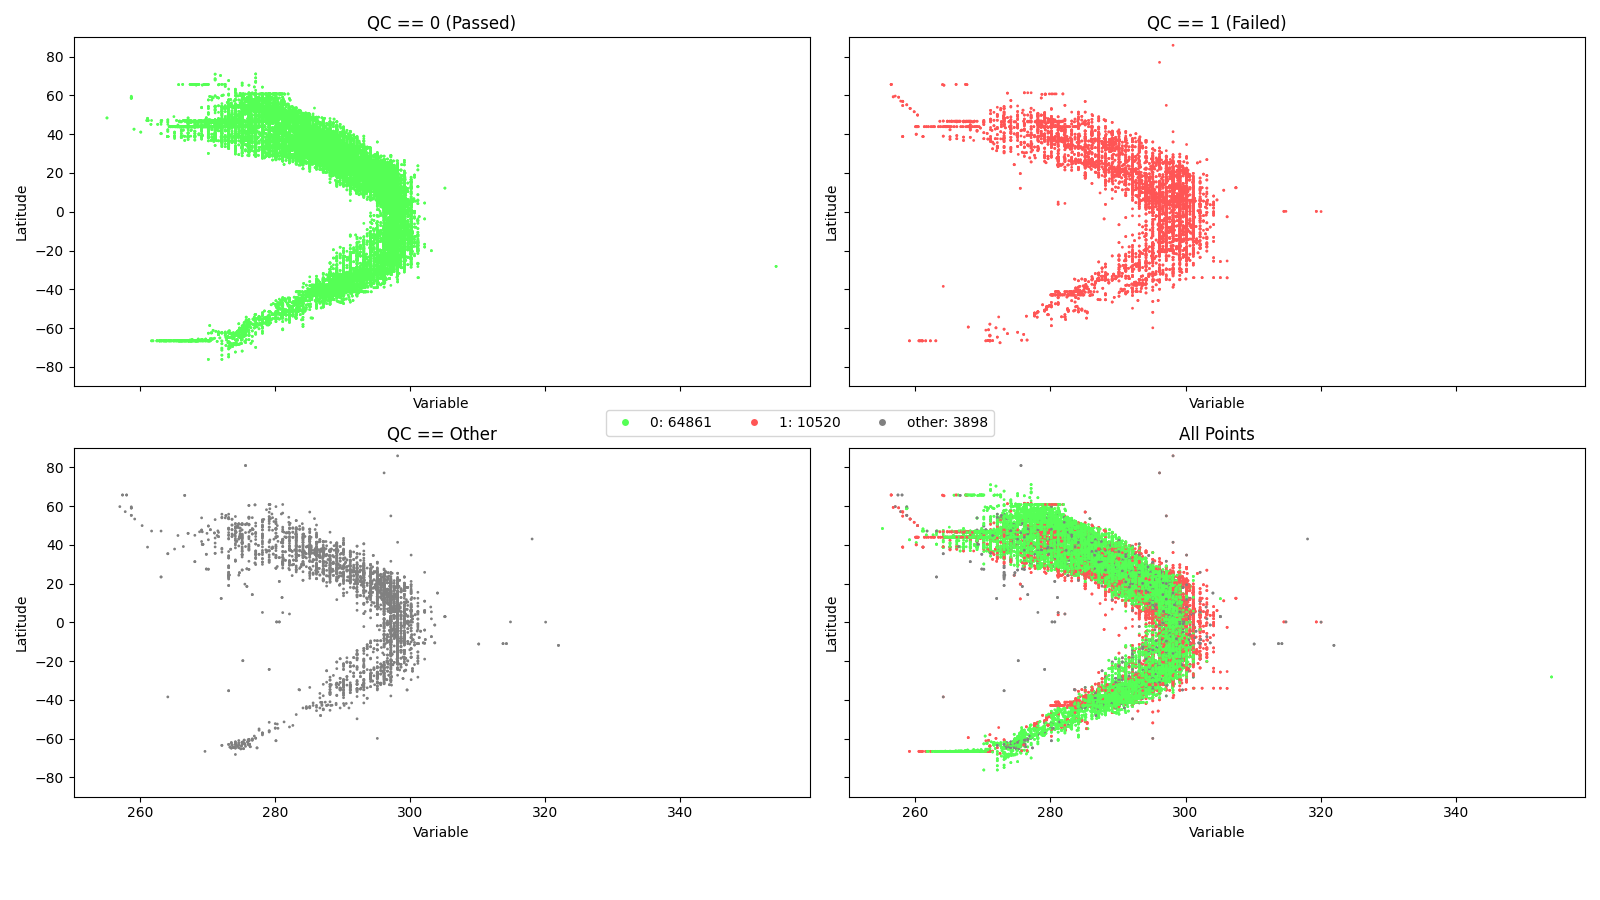 QC == 0 (Passed)
80
60
40
20
0
−20
−40
−60
−80
Latitude
Variable
QC == 1 (Failed)
Latitude
Variable
0: 64861 1: 10520 other: 3898
QC == Other
80
60
40
20
0
−20
−40
−60
−80
Latitude
260 280 300 320 340
Variable
All Points
Latitude
260 280 300 320 340
Variable